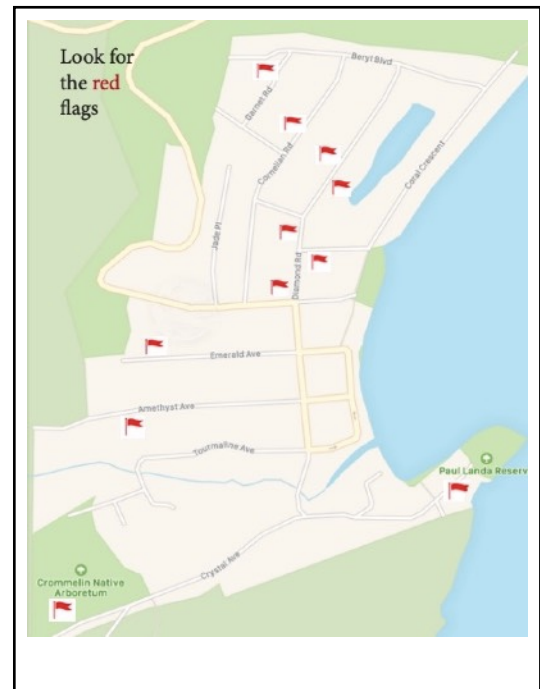 Look for
the red
flags
Beryl Blvd
Garnet Rd
Cornelian Rd
Coral Crescent
Jade Pl
Diamond Rd
Emerald Ave
Amethyst Ave
Tourmaline Ave
Paul Landa Reserv
Crystal Ave
Crommelin Native
Arboretum